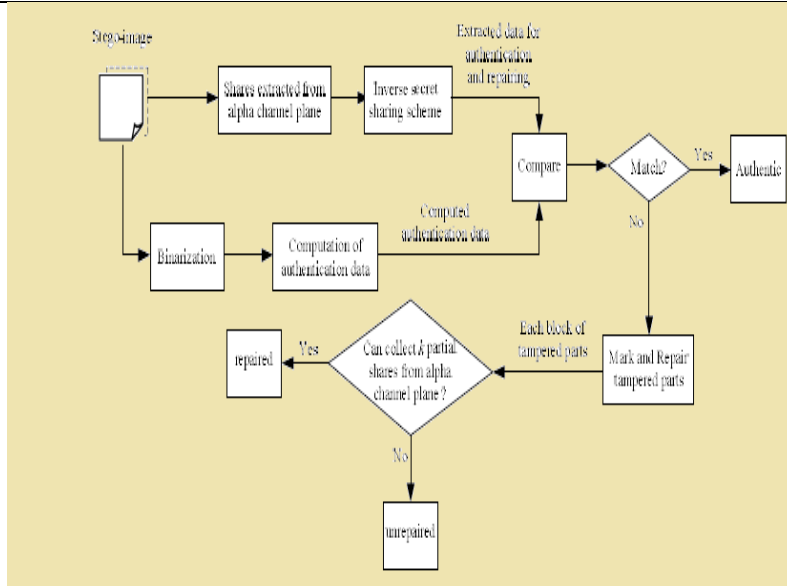 Stego-image
Shares extracted from
alpha channel plane
Inverse secret
sharing scheme
Extracted data for
authentication
and repairing
Compare
Match?
Yes
Authentic
No
Binarization
Computation of
authentication data
Computed
authentication data
Mark and Repair
tampered parts
Each block of
tampered parts
Can collect k partial
shares from alpha
channel plane ?
Yes
repaired
No
unrepaired